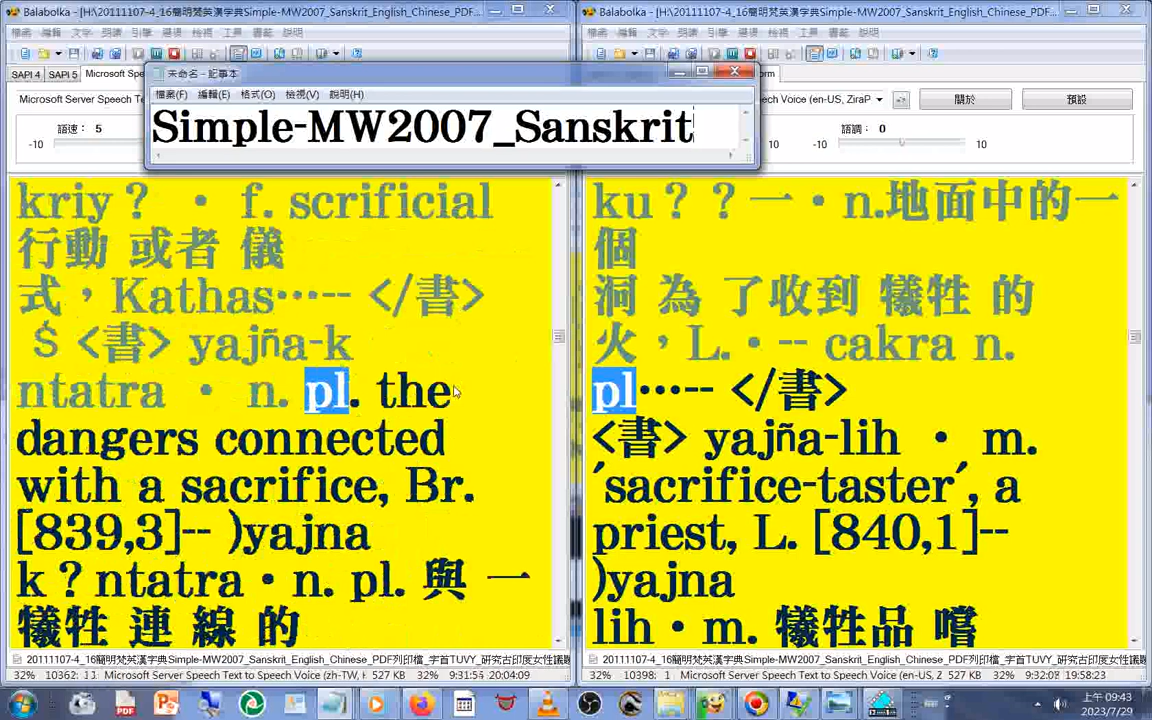 Balabolka - [H:\20111107-4_16簡明梵英漢字典Simple-MW2007_Sanskrit_English_Chinese_PDF...
Balabolka - [H:\20111107-4_16簡明梵英漢字典Simple-MW2007_Sanskrit_English_Chinese_PDF...
SAPI 4
SAPI 5
Microsoft Spee
未命名 - 記事本
檔案(F) 編輯(E) 格式(O) 檢視(V) 說明(H)
Simple-MW2007_Sanskrit
Microsoft Server Speech Te
語速： 5
-10
eech Voice (en-US, ZiraP
關於
預設
語調： 0
10
-10
10
kriy？ • f. scrificial
行動 或者 儀
式，Kathas…-- </書>
Ś <書> yajña-k
ntatra • n. pl. the
dangers connected
with a sacrifice, Br.
[839,3]-- )yajna
k？ntatra•n. pl. 與 一
犧牲 連 線 的
ku？？一•n.地面中的一
個
洞 為 了收到 犧牲 的
火，L.•-- cakra n.
pl…-- </書>
<書> yajña-lih • m.
'sacrifice-taster', a
priest, L. [840,1]--
)yajna
lih•m. 犧牲品 嚐
20111107-4_16簡明梵英漢字典Simple-MW2007_Sanskrit_English_Chinese_PDF列印檔_字首TUVY_研究古印度女性議題
20111107-4_16簡明梵英漢字典Simple-MW2007_Sanskrit_English_Chinese_PDF列印檔_字首TUVY_研究古印度女性議題
32% 10362: 1 Microsoft Server Speech Text to Speech Voice (zh-TW, H 527 KB 32% 9:31:5 20:04:09
32% 10398: 1 Microsoft Server Speech Text to Speech Voice (en-US, Z 527 KB 32% 9:32:0 19:58:23
上午 09:43
2023/7/29